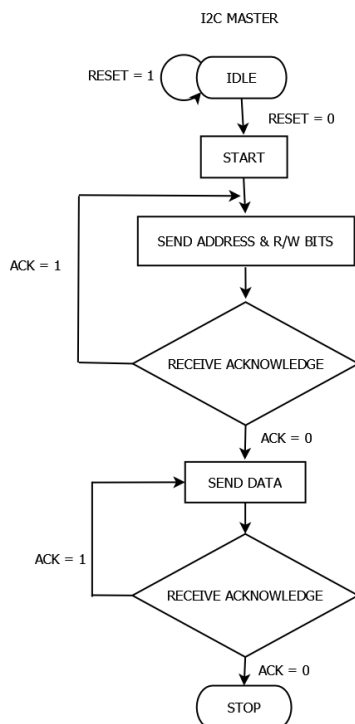 I2C MASTER
RESET = 1
IDLE
RESET = 0
START
SEND ADDRESS & R/W BITS
ACK = 1
RECEIVE ACKNOWLEDGE
ACK = 0
SEND DATA
ACK = 1
RECEIVE ACKNOWLEDGE
ACK = 0
STOP